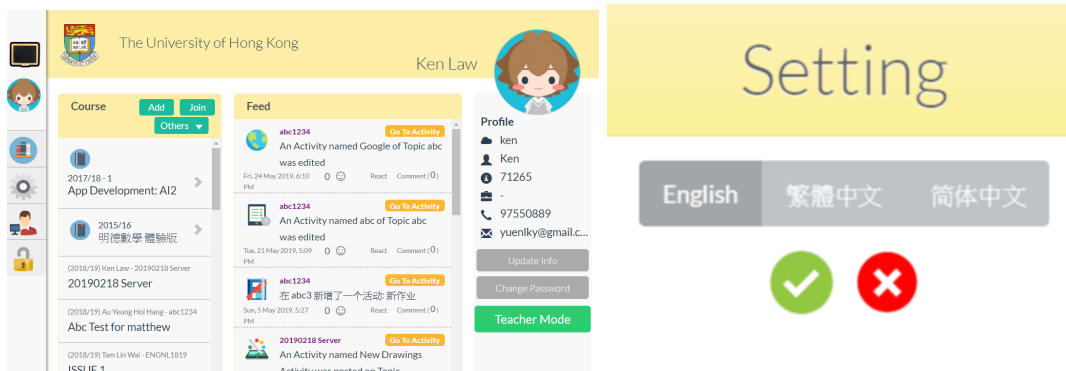 The University of Hong Kong
Ken Law
Course
Add
Join
Others
2017/18 - 1
App Development: AI2
2015/16
明德數學 體驗版
(2018/19) Ken Law - 20190218 Server
20190218 Server
(2018/19) Au Yeung Hoi Hang - abc1234
Abc Test for matthew
(2018/19) Tam Lin Wai - ENGNL1819
ISSUE 1
Feed
abc1234
Go To Activity
An Activity named Google of Topic abc
was edited
Fri, 24 May 2019, 6:10
PM
0
React
Comment ( 0 )
abc1234
Go To Activity
An Activity named abc of Topic abc
was edited
Tue, 21 May 2019, 5:09
PM
0
React
Comment ( 0 )
abc1234
Go To Activity
在 abc3 新增了一个活动: 新作业
Sun, 5 May 2019, 5:27
PM
0
React
Comment ( 0 )
20190218 Server
Go To Activity
An Activity named New Drawings
Activity was posted on Topic
Profile
ken
Ken
71265
-
97550889
yuenlky@gmail.c...
Update Info
Change Password
Teacher Mode
Setting
English
繁體中文
简体中文